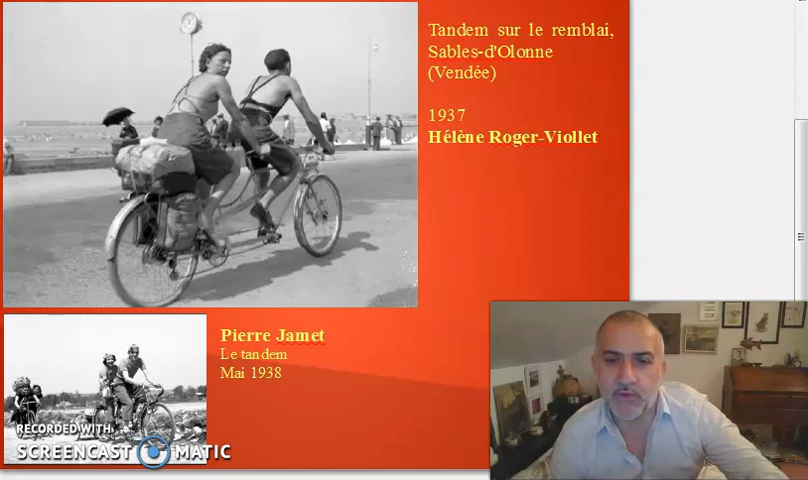 Tandem sur le remblai,
Sables-d'Olonne
(Vendée)
1937
Hélène Roger-Viollet
Pierre Jamet
Le tandem
Mai 1938
RECORDED WITH
SCREENCAST MATIC